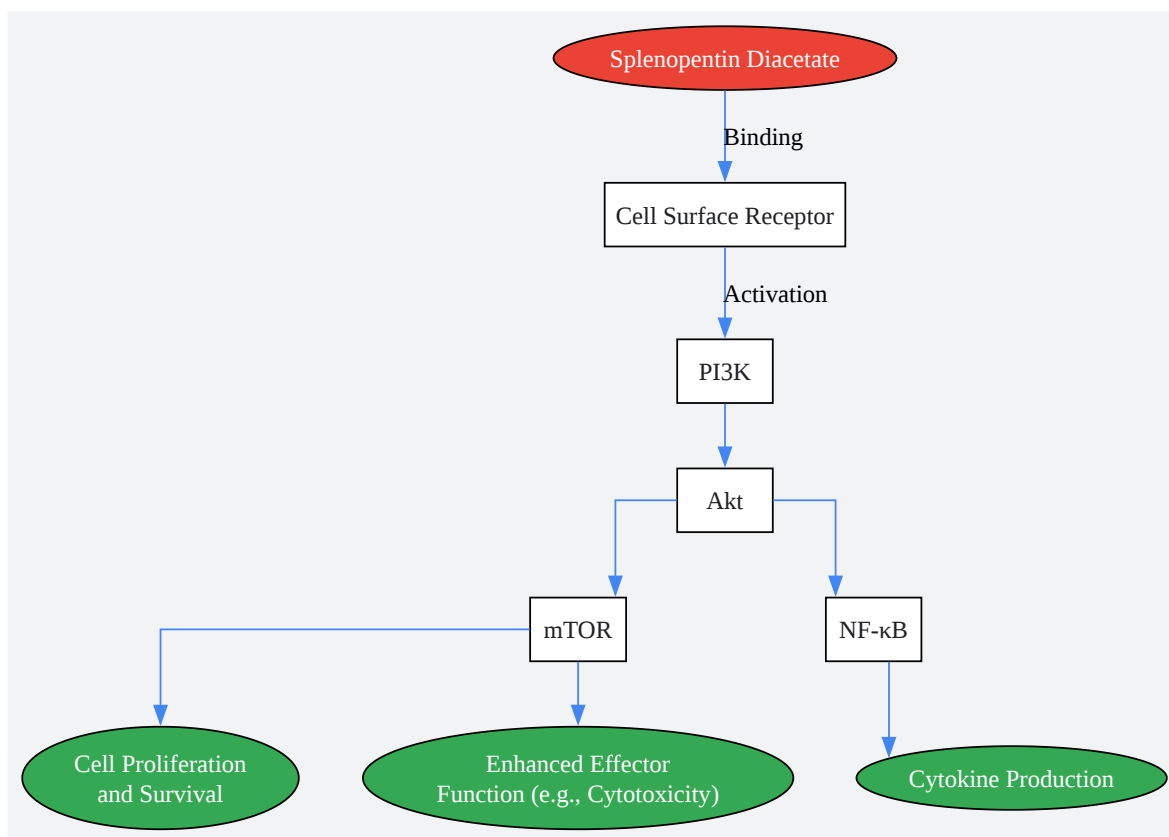 Splenopentin Diacetate
Binding
Cell Surface Receptor
Activation
PI3K
Akt
mTOR
NF-κB
Cell Proliferation
and Survival
Enhanced Effector
Function (e.g., Cytotoxicity)
Cytokine Production